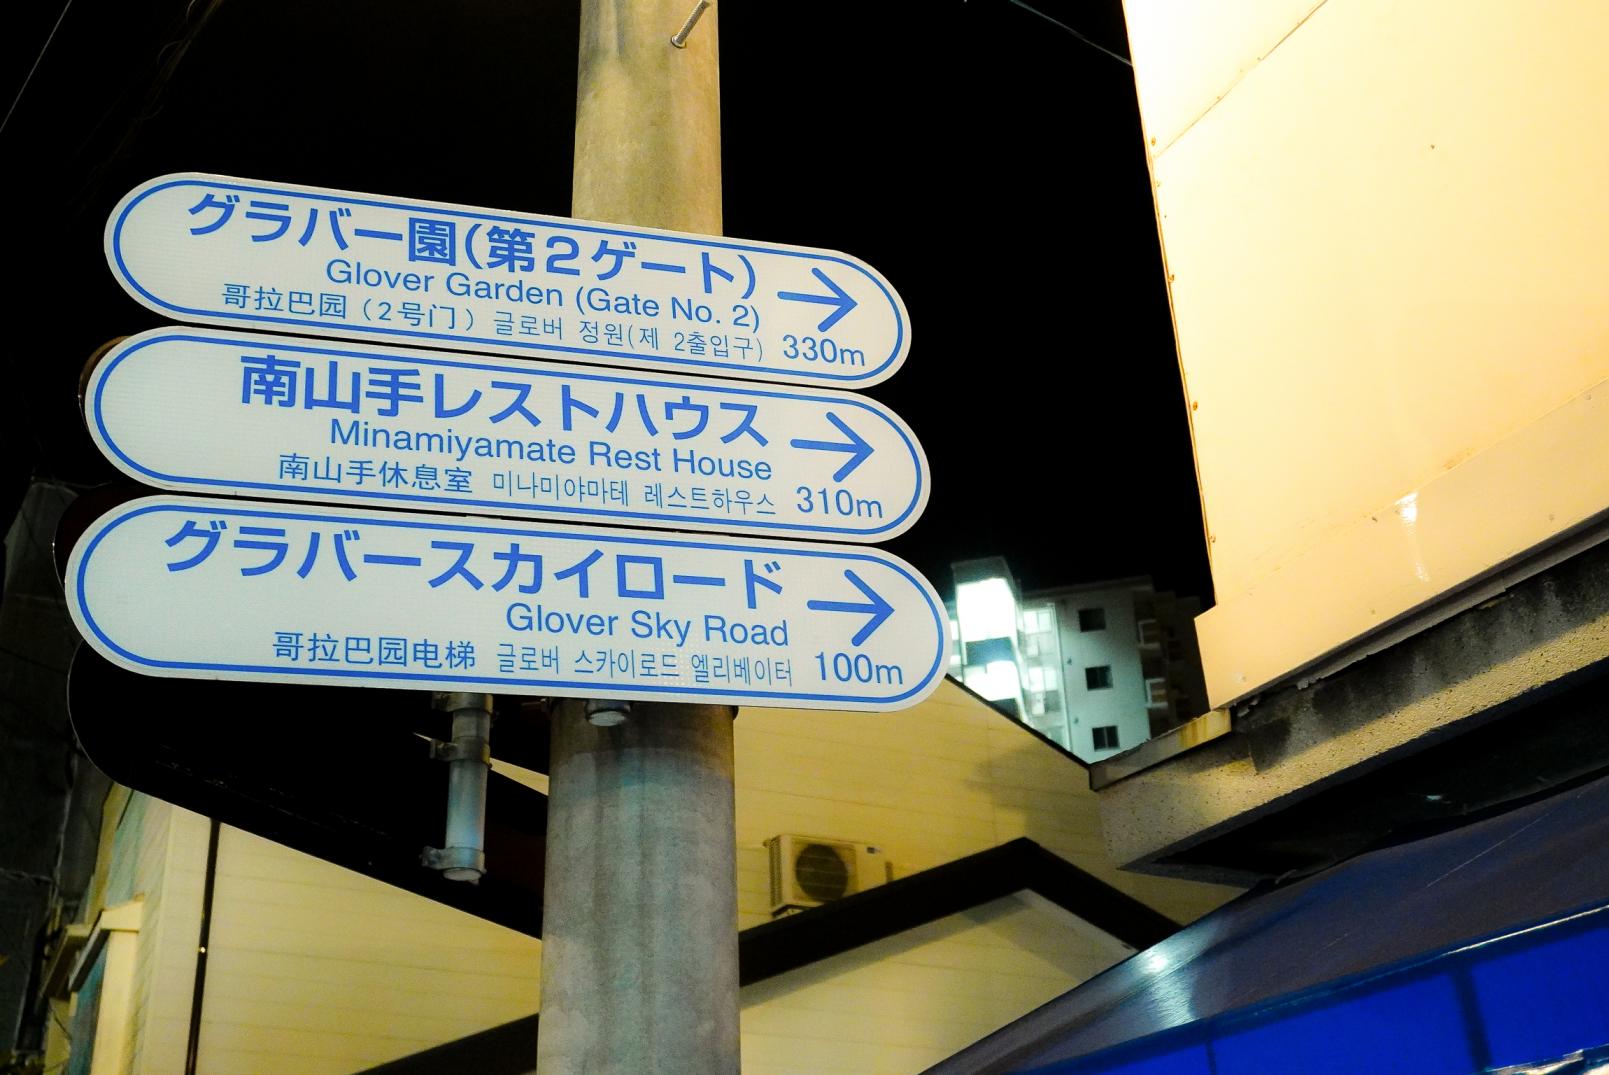 グラバー園(第2ゲート)
Glover Garden (Gate No. 2)
哥拉巴园（2号门） 글로버 정원(제 2출입구) 330m
南山手レストハウス
Minamiyamate Rest House
南山手休息室 미나미야마테 레스트하우스 310m
グラバースカイロード
Glover Sky Road
哥拉巴园电梯 글로버 스카이로드 엘리베이터 100m